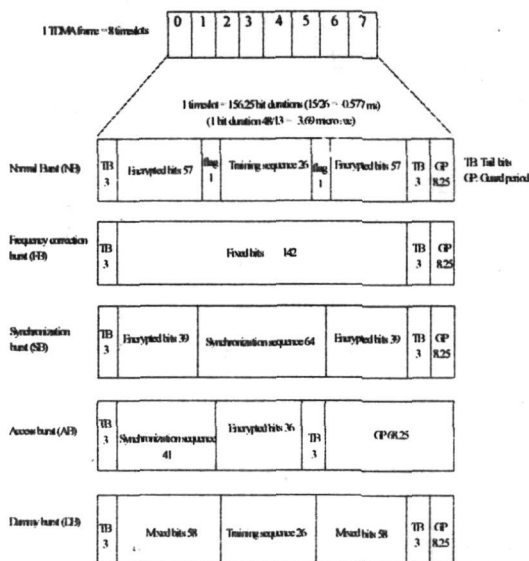 0 1 2 3 4 5 6 7
1 TDMA frame = 8 timeslots
1 timeslot = 156.25 bit durations (15/26 ~ 0.577 ms)
(1 bit duration 48/13 ~ 3.69 micro sec)
Normal Burst (NB)
TB 3
Encrypted bits 57
flag 1
Training sequence 26
flag 1
Encrypted bits 57
TB 3
GP 8.25
TB: Tail bits
GP: Guard period
Frequency correction burst (FB)
TB 3
Fixed bits 142
TB 3
GP 8.25
Synchronization burst (SB)
TB 3
Encrypted bits 39
Synchronization sequence 64
Encrypted bits 39
TB 3
GP 8.25
Access burst (AB)
TB 3
Synchronization sequence 41
Encrypted bits 36
TB 3
GP 68.25
Dummy burst (DB)
TB 3
Mixed bits 58
Training sequence 26
Mixed bits 58
TB 3
GP 8.25